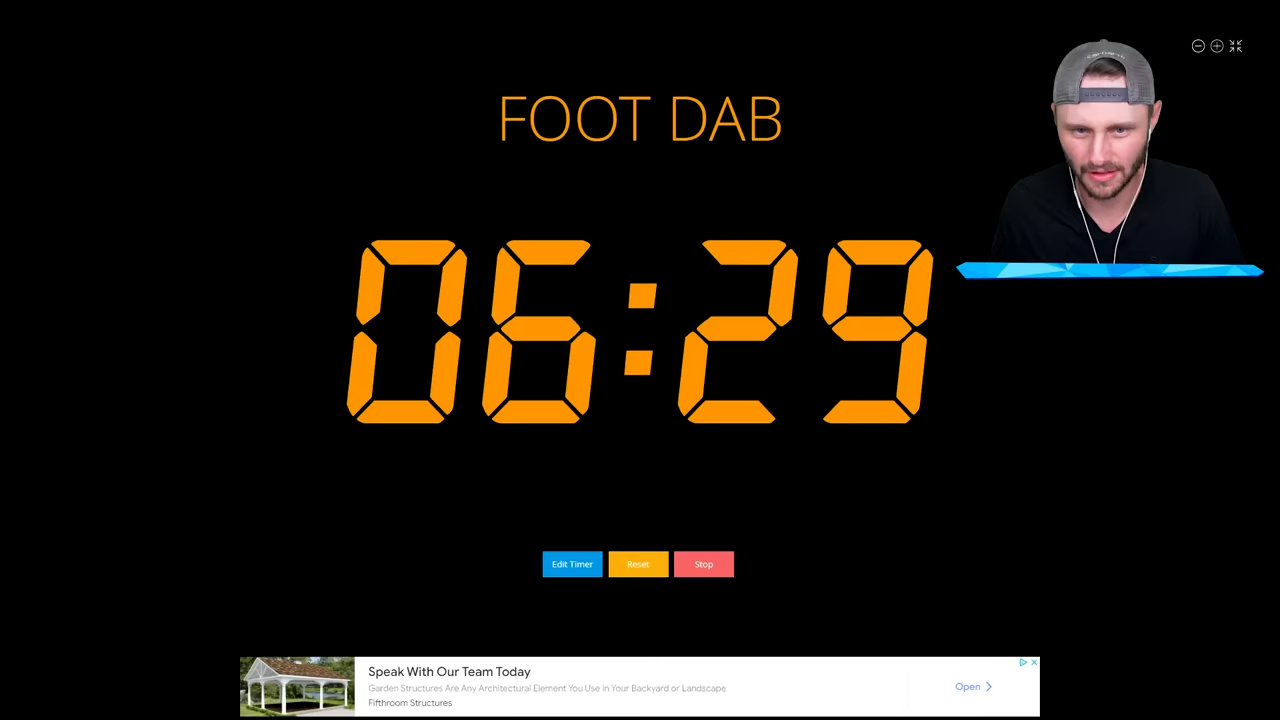 FOOT DAB
06:29
Edit Timer
Reset
Stop
Speak With Our Team Today
Garden Structures Are Any Architectural Element You Use in Your Backyard or Landscape
Fifthroom Structures
Open